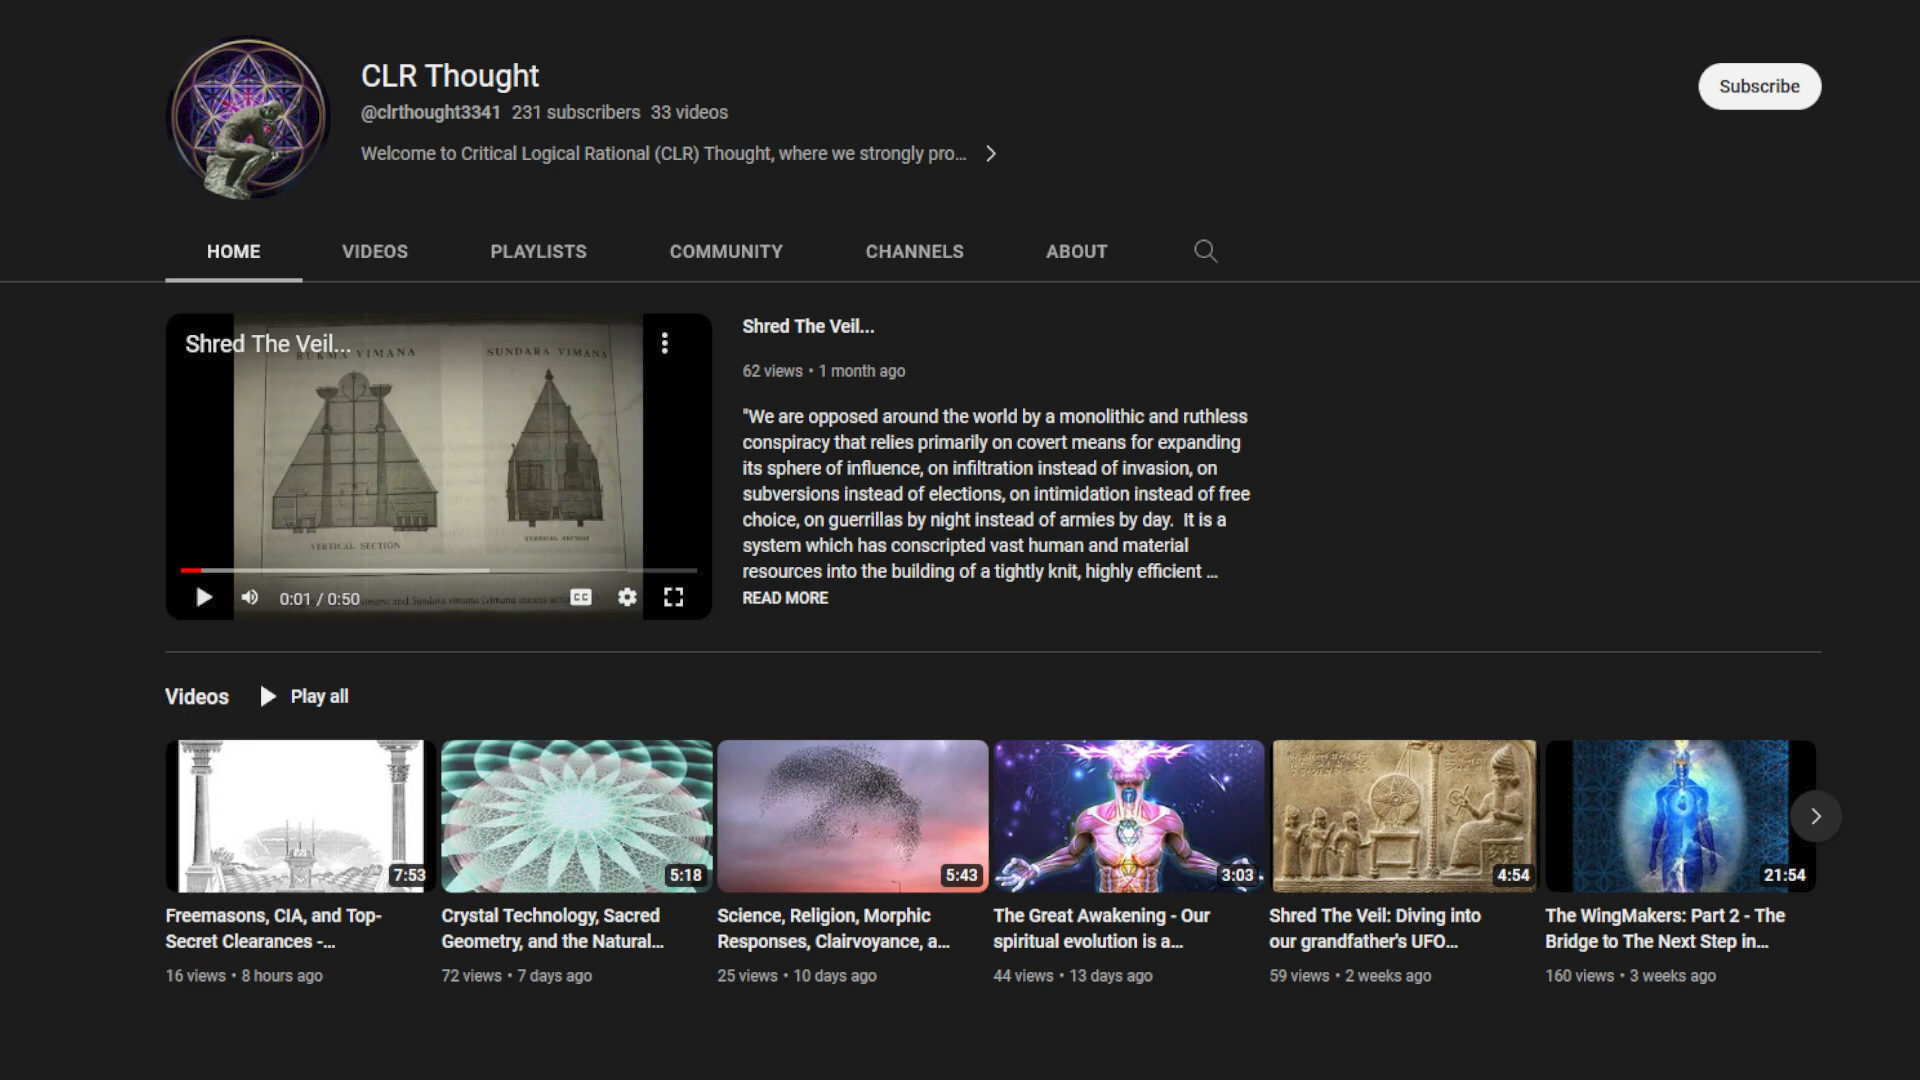 CLR Thought
@clrthought3341 231 subscribers 33 videos
Welcome to Critical Logical Rational (CLR) Thought, where we strongly pro...
Subscribe
HOME VIDEOS PLAYLISTS COMMUNITY CHANNELS ABOUT
Shred The Veil...
RUKMA VIMANA
SUNDARA VIMANA
VERTICAL SECTION
VERTICAL SECTION
0:01 / 0:50
CC
Shred The Veil...
62 views • 1 month ago
"We are opposed around the world by a monolithic and ruthless
conspiracy that relies primarily on covert means for expanding
its sphere of influence, on infiltration instead of invasion, on
subversions instead of elections, on intimidation instead of free
choice, on guerrillas by night instead of armies by day.  It is a
system which has conscripted vast human and material
resources into the building of a tightly knit, highly efficient ...
READ MORE
Videos Play all
7:53
Freemasons, CIA, and Top-
Secret Clearances -...
16 views • 8 hours ago
5:18
Crystal Technology, Sacred
Geometry, and the Natural...
72 views • 7 days ago
5:43
Science, Religion, Morphic
Responses, Clairvoyance, a...
25 views • 10 days ago
3:03
The Great Awakening - Our
spiritual evolution is a...
44 views • 13 days ago
4:54
Shred The Veil: Diving into
our grandfather's UFO...
59 views • 2 weeks ago
21:54
The WingMakers: Part 2 - The
Bridge to The Next Step in...
160 views • 3 weeks ago